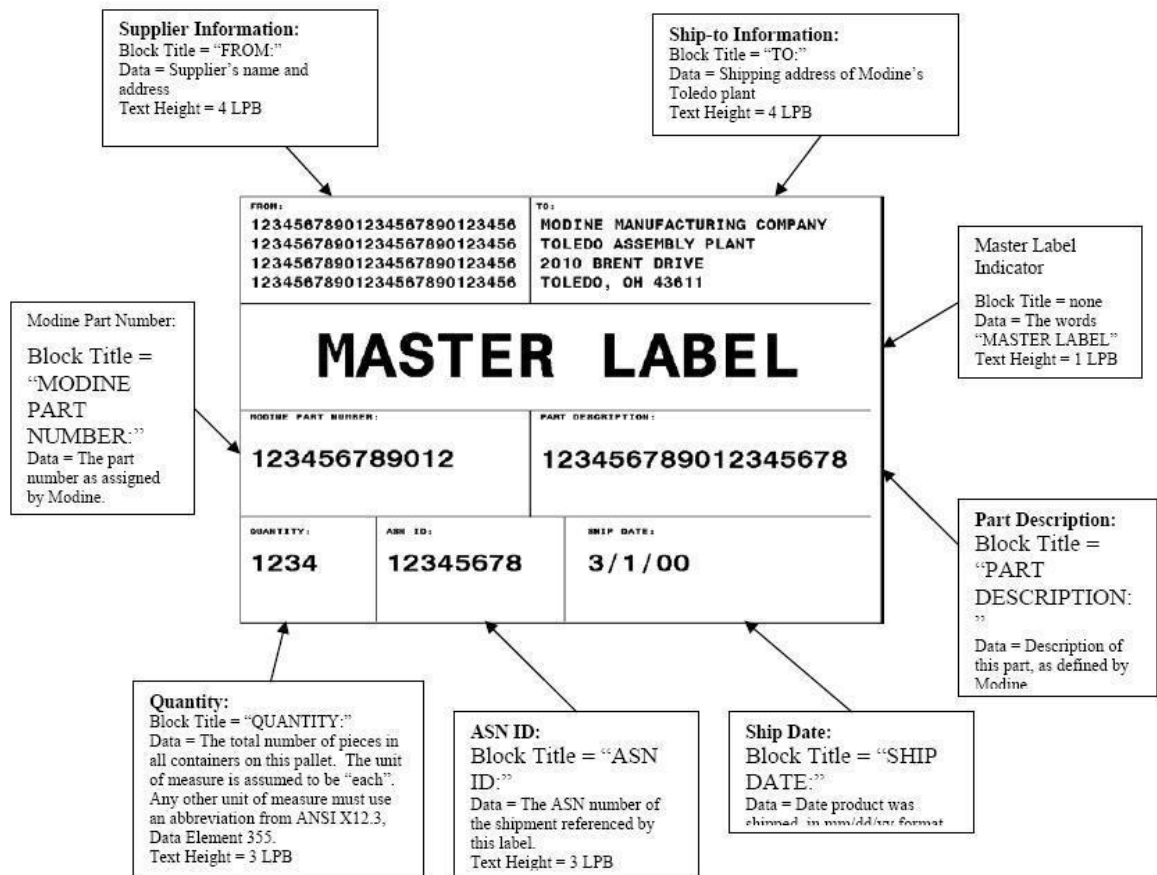 Supplier Information:
Block Title = “FROM:”
Data = Supplier’s name and
address
Text Height = 4 LPB
Ship-to Information:
Block Title = “TO:”
Data = Shipping address of Modine’s
Toledo plant
Text Height = 4 LPB
FROM:
12345678901234567890123456
12345678901234567890123456
12345678901234567890123456
12345678901234567890123456
TO:
MODINE MANUFACTURING COMPANY
TOLEDO ASSEMBLY PLANT
2010 BRENT DRIVE
TOLEDO, OH 43611
Master Label
Indicator
Block Title = none
Data = The words
“MASTER LABEL”
Text Height = 1 LPB
Modine Part Number:
Block Title =
“MODINE
PART
NUMBER:”
Data = The part
number as assigned
by Modine.
MASTER LABEL
MODINE PART NUMBER:
123456789012
PART DESCRIPTION:
123456789012345678
QUANTITY:
1234
ASN ID:
12345678
SHIP DATE:
3/1/00
Part Description:
Block Title =
“PART
DESCRIPTION:
”
Data = Description of
this part, as defined by
Modine
Quantity:
Block Title = “QUANTITY:”
Data = The total number of pieces in
all containers on this pallet. The unit
of measure is assumed to be “each”.
Any other unit of measure must use
an abbreviation from ANSI X12.3,
Data Element 355.
Text Height = 3 LPB
ASN ID:
Block Title = “ASN
ID:”
Data = The ASN number of
the shipment referenced by
this label.
Text Height = 3 LPB
Ship Date:
Block Title = “SHIP
DATE:”
Data = Date product was
shipped, in mm/dd/yy format